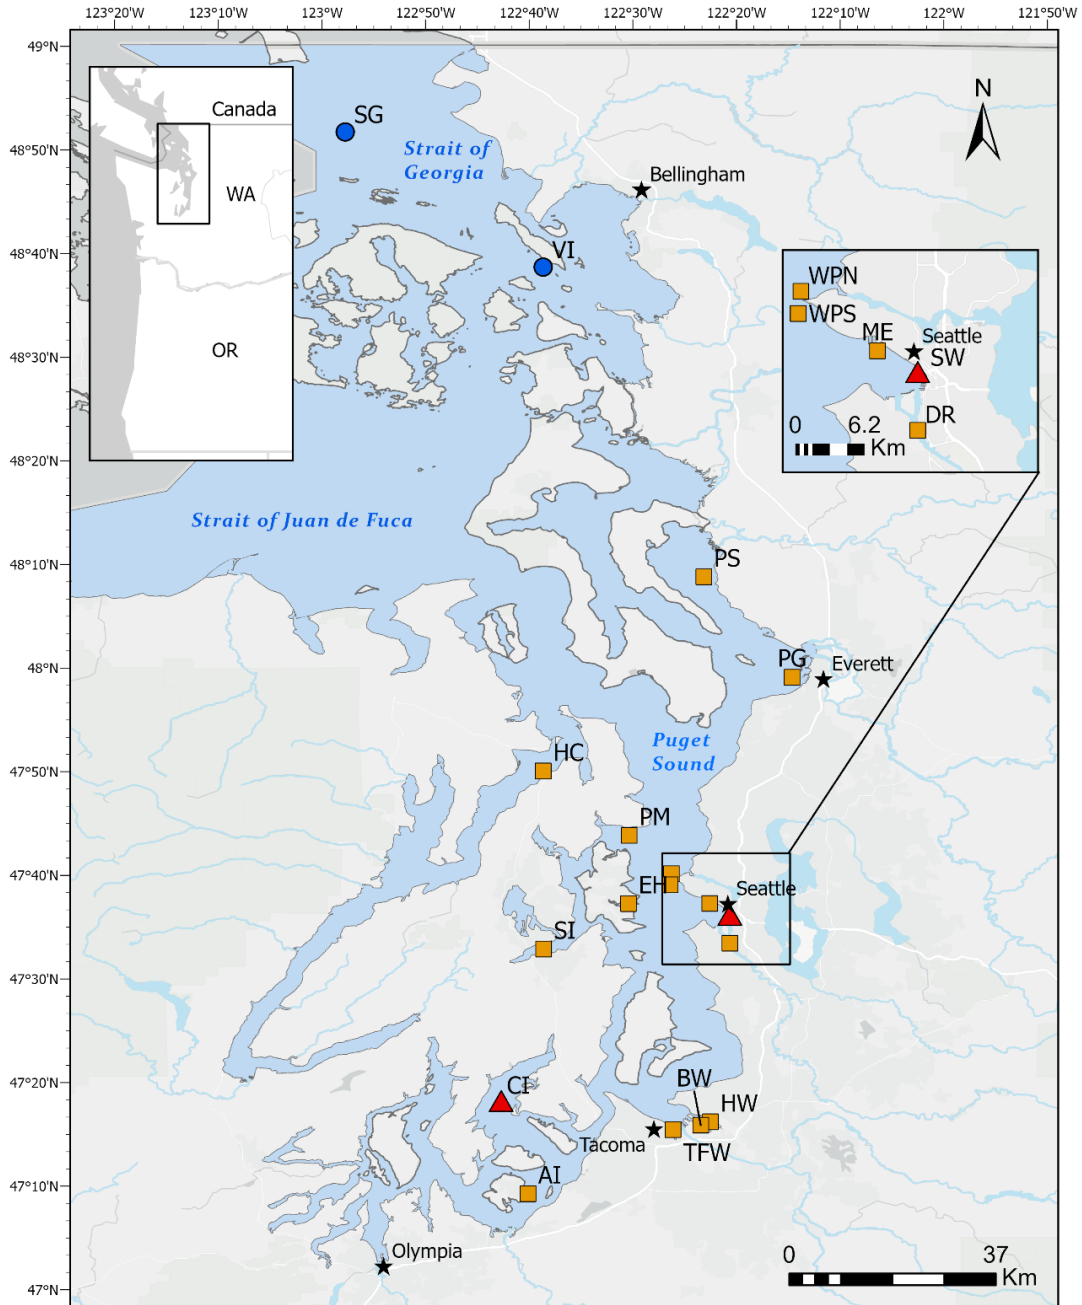 123°20'W
123°10'W
123°W
122°50'W
122°40'W
122°30'W
122°20'W
122°10'W
122°W
121°50'W
49°N
48°50'N
48°40'N
48°30'N
48°20'N
48°10'N
48°N
47°50'N
47°40'N
47°30'N
47°20'N
47°10'N
47°N
Canada
WA
OR
SG
Strait of
Georgia
VI
Bellingham
N
WPN
WPS
ME
Seattle
SW
DR
0 6.2
Km
Strait of Juan de Fuca
PS
PG
Everett
Puget
Sound
HC
PM
EH
Seattle
SI
CI
BW
HW
Tacoma
TFW
AI
Olympia
0 37
Km